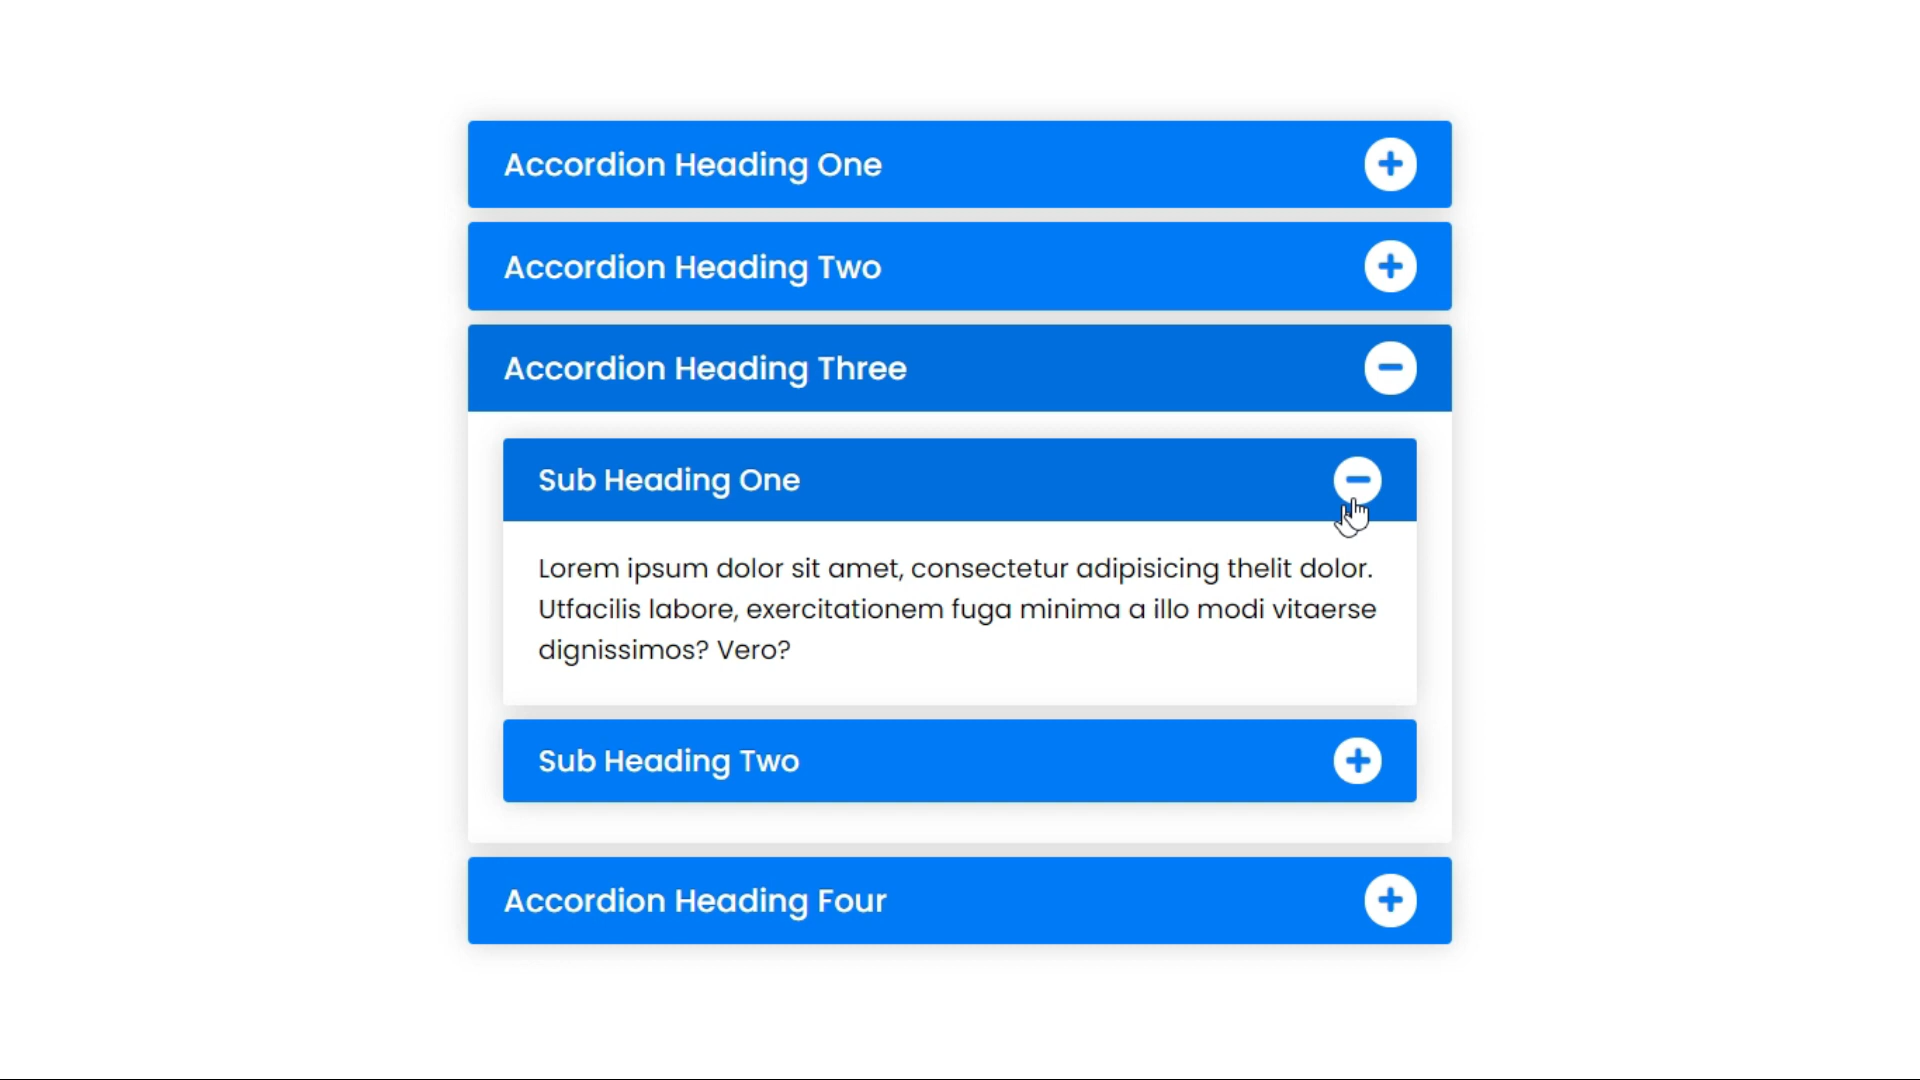 Accordion Heading One
Accordion Heading Two
Accordion Heading Three
Sub Heading One
Lorem ipsum dolor sit amet, consectetur adipisicing thelit dolor.
Utfacilis labore, exercitationem fuga minima a illo modi vitaerse
dignissimos? Vero?
Sub Heading Two
Accordion Heading Four